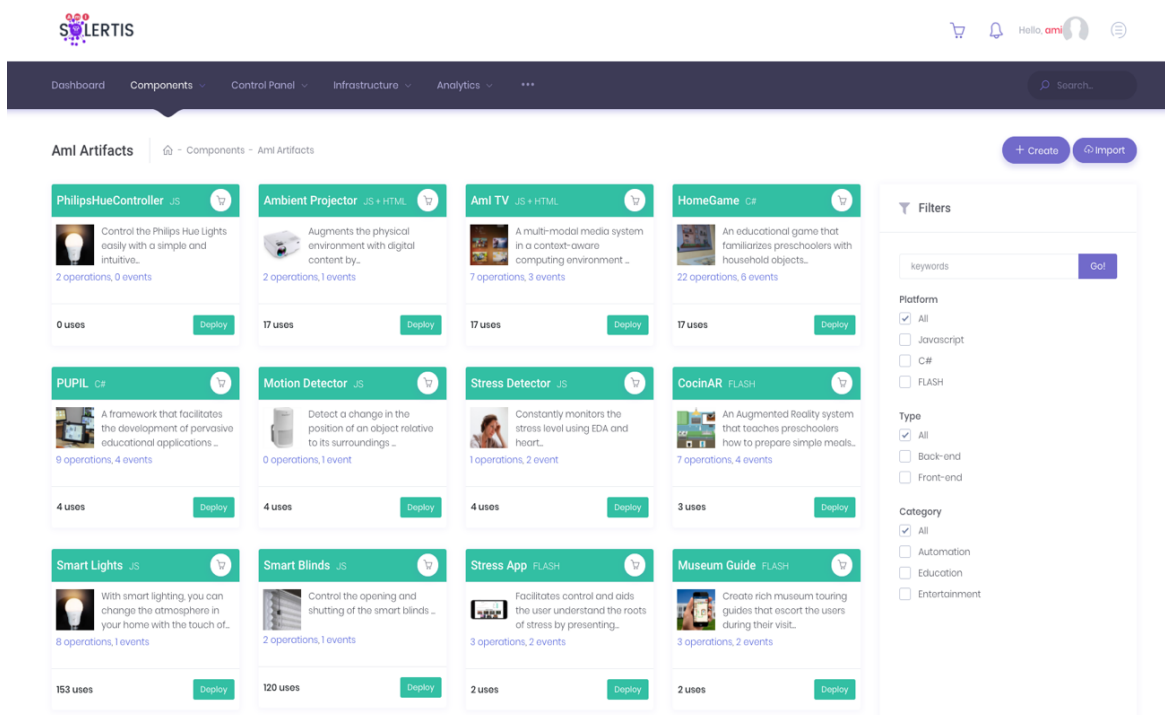 ami
SOLERTIS
Hello, ami
Dashboard Components Control Panel Infrastructure Analytics ... Search...
AmI Artifacts - Components - AmI Artifacts + Create Import
PhilipsHueController JS
Control the Philips Hue Lights
easily with a simple and
intuitive...
2 operations, 0 events
0 uses Deploy
Ambient Projector JS + HTML
Augments the physical
environment with digital
content by...
2 operations, 1 events
17 uses Deploy
AmI TV JS + HTML
A multi-modal media system
in a context-aware
computing environment ...
7 operations, 3 events
17 uses Deploy
HomeGame C#
An educational game that
familiarizes preschoolers with
household objects...
22 operations, 6 events
17 uses Deploy
PUPIL C#
A framework that facilitates
the development of pervasive
educational applications ...
9 operations, 4 events
4 uses Deploy
Motion Detector JS
Detect a change in the
position of an object relative
to its surroundings ...
0 operations, 1 event
4 uses Deploy
Stress Detector JS
Constantly monitors the
stress level using EDA and
heart...
1 operations, 2 event
4 uses Deploy
CocinAR FLASH
An Augmented Reality system
that teaches preschoolers
how to prepare simple meals...
7 operations, 4 events
3 uses Deploy
Smart Lights JS
With smart lighting, you can
change the atmosphere in
your home with the touch of...
8 operations, 1 events
153 uses Deploy
Smart Blinds JS
Control the opening and
shutting of the smart blinds ...
2 operations, 1 events
120 uses Deploy
Stress App FLASH
Facilitates control and aids
the user understand the roots
of stress by presenting...
3 operations, 2 events
2 uses Deploy
Museum Guide FLASH
Create rich museum touring
guides that escort the users
during their visit...
3 operations, 2 events
2 uses Deploy
Filters
keywords Go!
Platform
All
Javascript
C#
FLASH
Type
All
Back-end
Front-end
Category
All
Automation
Education
Entertainment